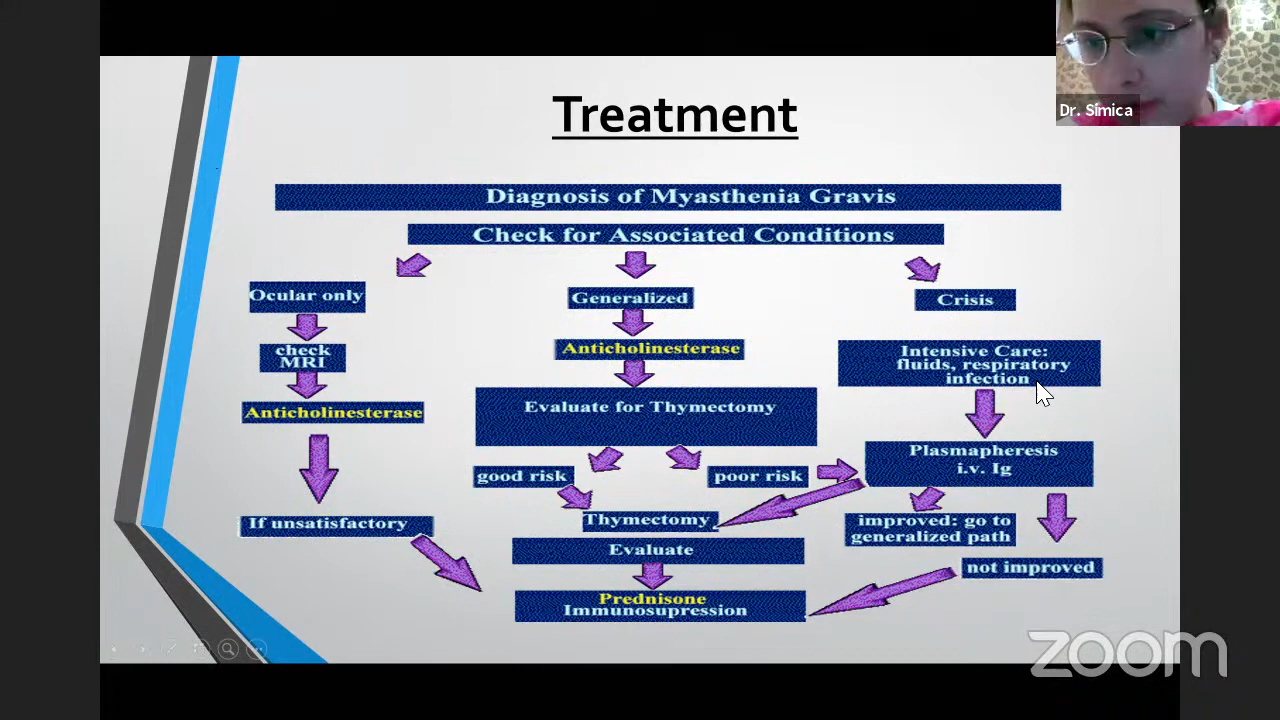 Dr. Simica
Treatment
Diagnosis of Myasthenia Gravis
Check for Associated Conditions
Ocular only
check
MRI
Anticholinesterase
If unsatisfactory
Generalized
Anticholinesterase
Evaluate for Thymectomy
good risk
poor risk
Thymectomy
Evaluate
Prednisone
Immunosupression
Crisis
Intensive Care:
fluids, respiratory
infection
Plasmapheresis
i.v. Ig
improved: go to
generalized path
not improved
zoom